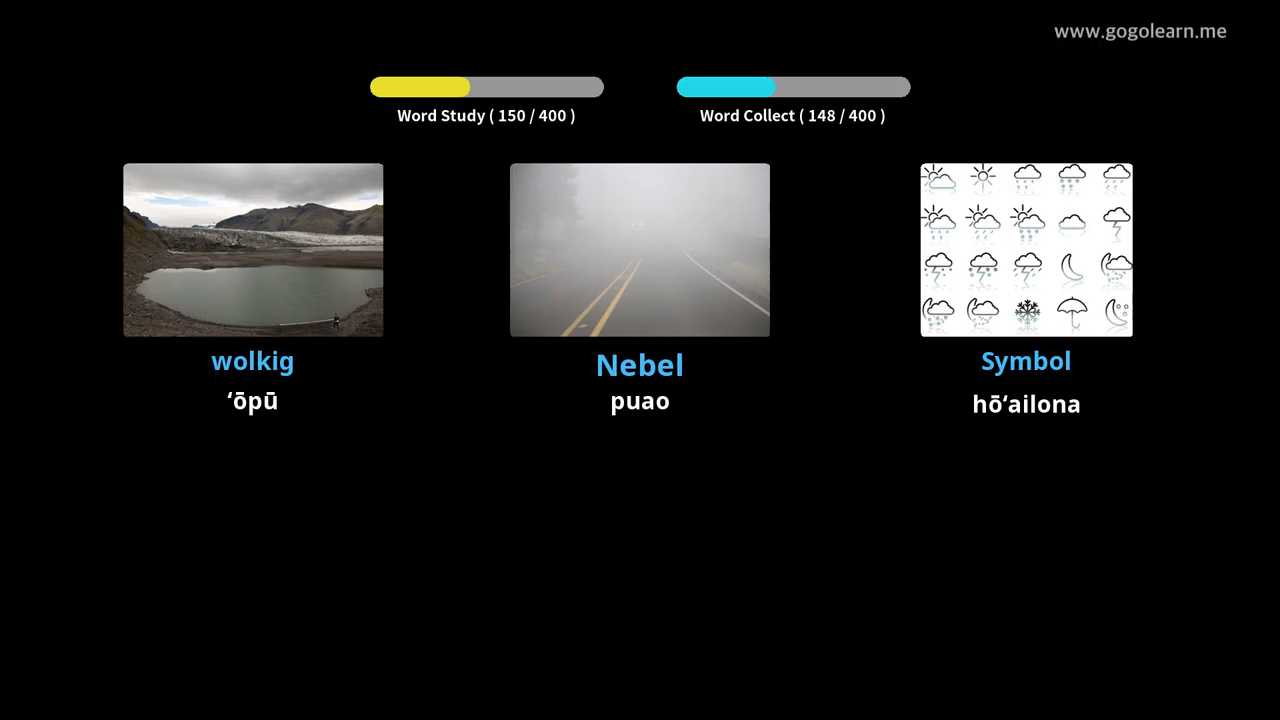 www.gogolearn.me
Word Study ( 150 / 400 )
Word Collect ( 148 / 400 )
wolkig
ʻōpū
Nebel
puao
Symbol
hōʻailona